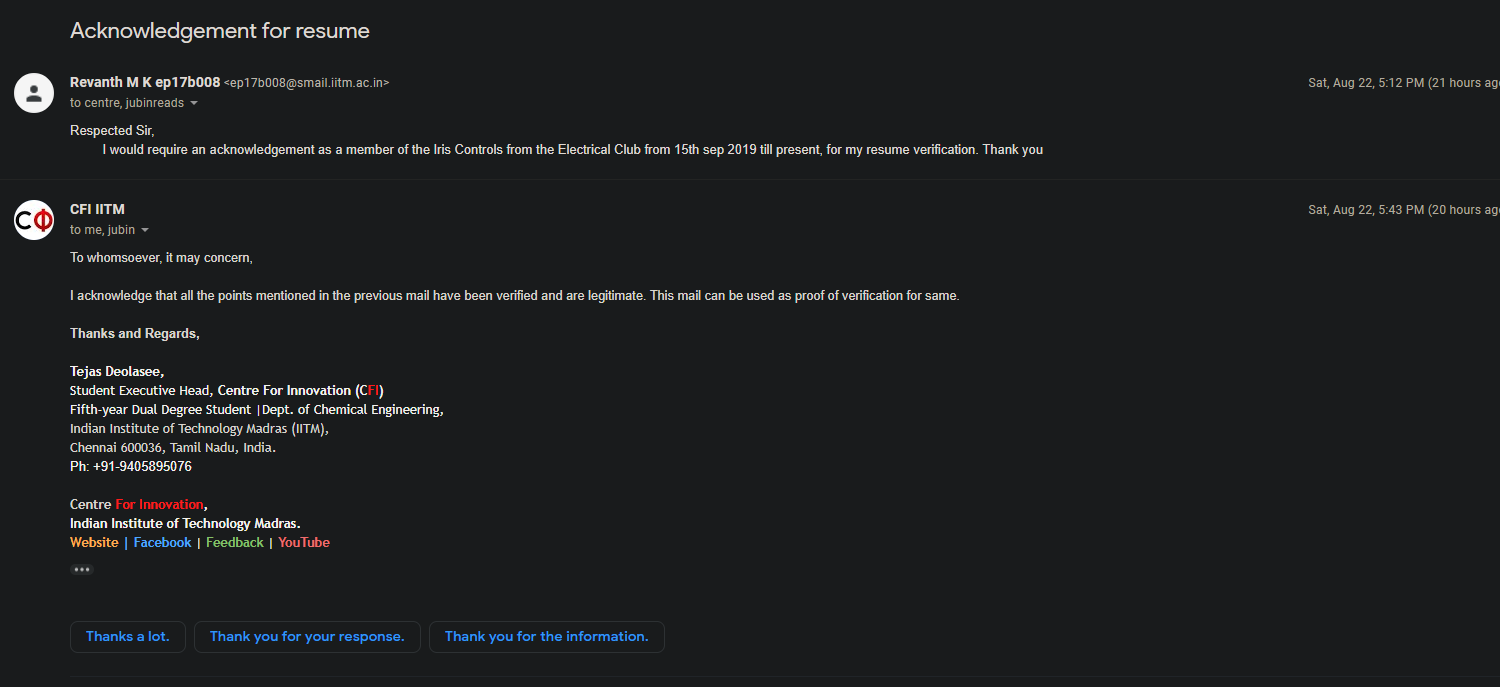 Acknowledgement for resume
Revanth M K ep17b008 <ep17b008@smail.iitm.ac.in>
Sat, Aug 22, 5:12 PM (21 hours
to centre, jubinreads
Respected Sir,
I would require an acknowledgement as a member of the Iris Controls from the Electrical Club from 15th sep 2019 till present, for my resume verification. Thank you
CФ
CFI IITM
Sat, Aug 22, 5:43 PM (20 hours
to me, jubin
To whomsoever, it may concern,
I acknowledge that all the points mentioned in the previous mail have been verified and are legitimate. This mail can be used as proof of verification for same.
Thanks and Regards,
Tejas Deolasee,
Student Executive Head, Centre For Innovation (CFI)
Fifth-year Dual Degree Student |Dept. of Chemical Engineering,
Indian Institute of Technology Madras (IITM),
Chennai 600036, Tamil Nadu, India.
Ph: +91-9405895076
Centre For Innovation,
Indian Institute of Technology Madras.
Website | Facebook | Feedback | YouTube
Thanks a lot.
Thank you for your response.
Thank you for the information.